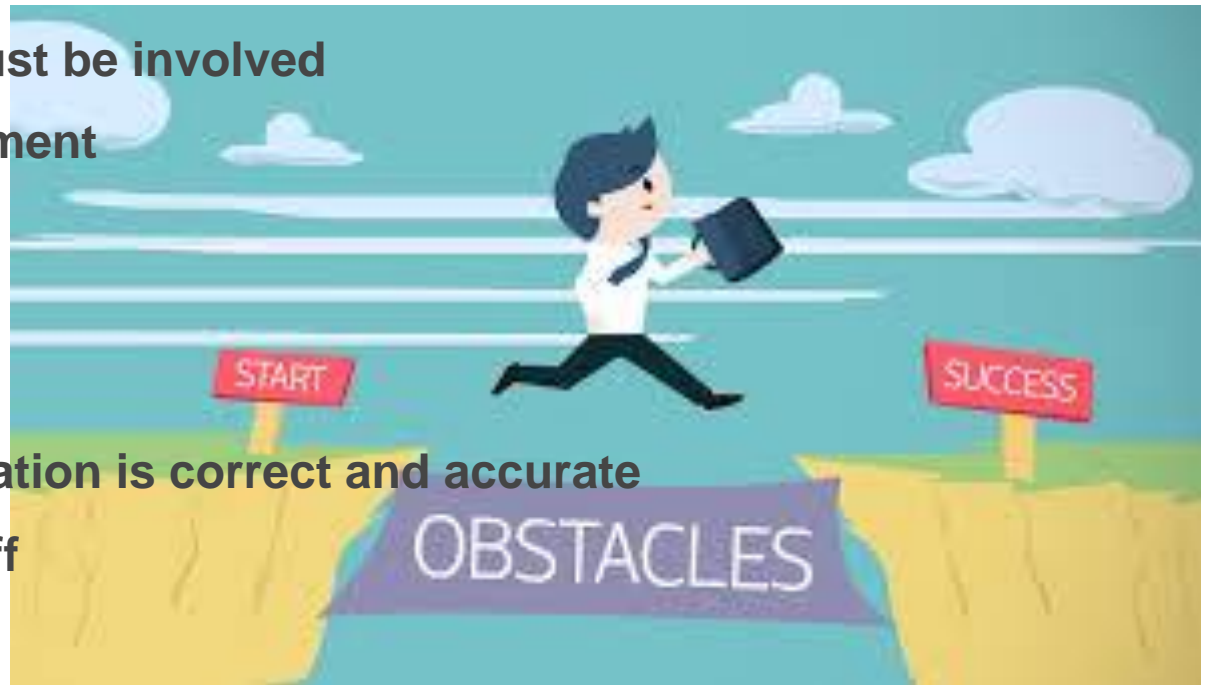 ust be involved
ment
START
SUCCESS
ation is correct and accurate
ff
OBSTACLES